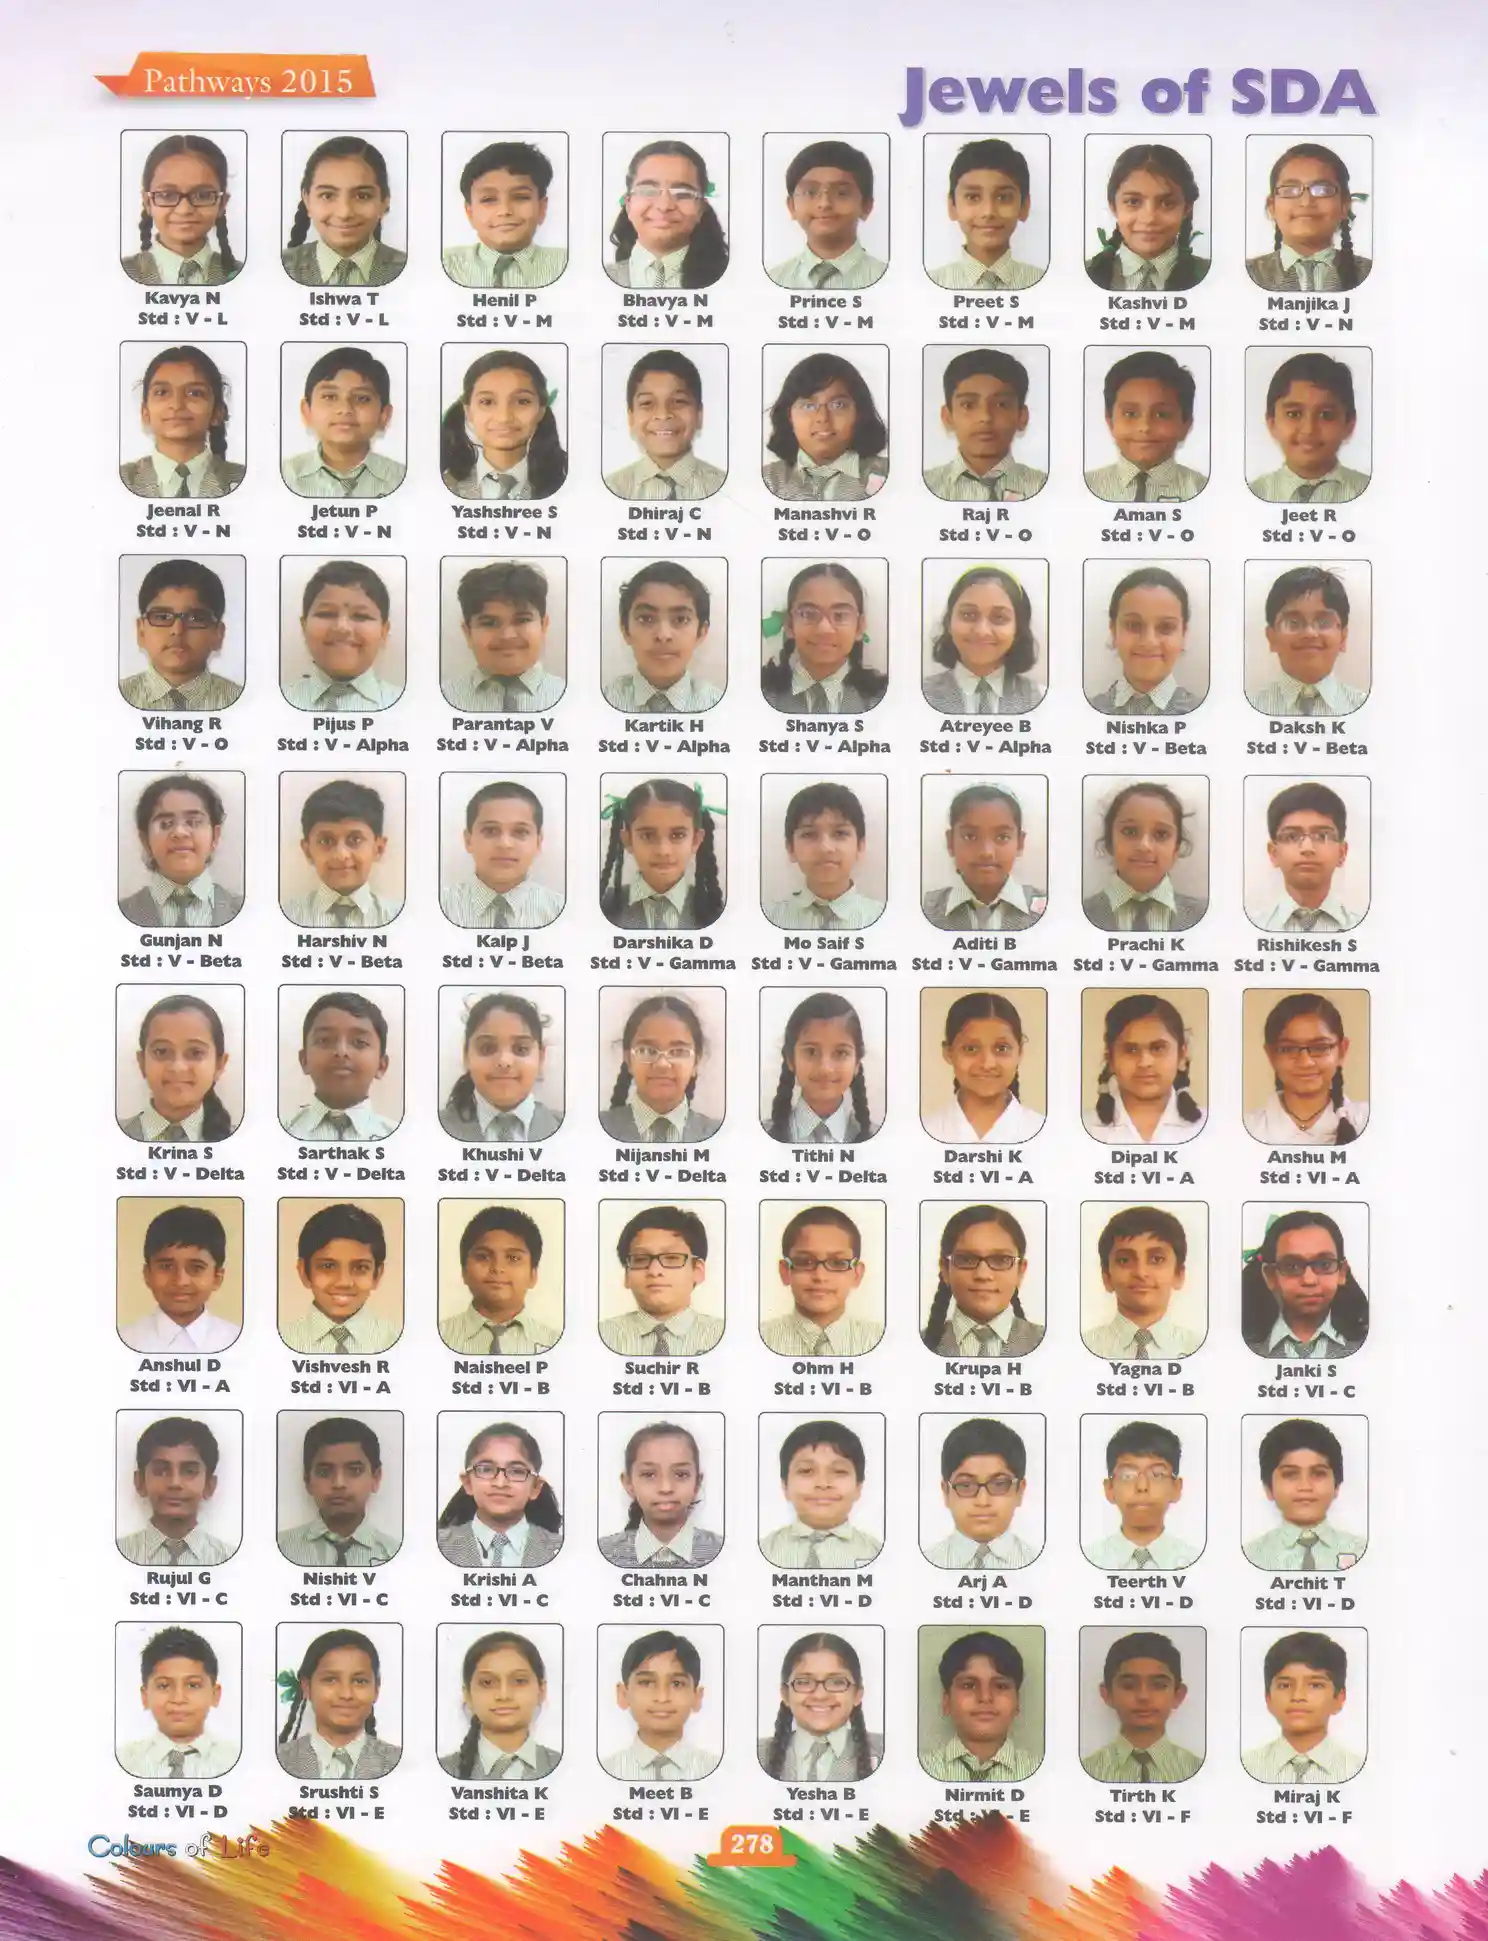 Pathways 2015
Jewels of SDA
Kavya N Ishwa T Henil P Bhavya N Prince S Preet S Kashvi D Manjika J
Std : V - L Std : V - L Std : V - M Std : V - M Std : V - M Std : V - M Std : V - M Std : V - N
Jeenal R Jetun P Yashshree S Dhiraj C Manashvi R Raj R Aman S Jeet R
Std : V - N Std : V - N Std : V - N Std : V - N Std : V - O Std : V - O Std : V - O Std : V - O
Vihang R Pijus P Parantap V Kartik H Shanya S Atreyee B Nishka P Daksh K
Std : V - O Std : V - Alpha Std : V - Alpha Std : V - Alpha Std : V - Alpha Std : V - Alpha Std : V - Beta Std : V - Beta
Gunjan N Harshiv N Kalp J Darshika D Mo Saif S Aditi B Prachi K Rishikesh S
Std : V - Beta Std : V - Beta Std : V - Beta Std : V - Gamma Std : V - Gamma Std : V - Gamma Std : V - Gamma Std : V - Gamma
Krina S Sarthak S Khushi V Nijanshi M Tithi N Darshi K Dipal K Anshu M
Std : V - Delta Std : V - Delta Std : V - Delta Std : V - Delta Std : V - Delta Std : VI - A Std : VI - A Std : VI - A
Anshul D Vishvesh R Naisheel P Suchir R Ohm H Krupa H Yagna D Janki S
Std : VI - A Std : VI - A Std : VI - B Std : VI - B Std : VI - B Std : VI - B Std : VI - B Std : VI - C
Rujul G Nishit V Krishi A Chahna N Manthan M Arj A Teerth V Archit T
Std : VI - C Std : VI - C Std : VI - C Std : VI - C Std : VI - D Std : VI - D Std : VI - D Std : VI - D
Saumya D Srushti S Vanshita K Meet B Yesha B Nirmit D Tirth K Miraj K
Std : VI - D Std : VI - E Std : VI - E Std : VI - E Std : VI - E Std : VI - E Std : VI - F Std : VI - F
Colours of Life
278